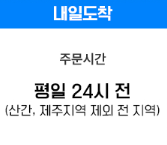 내일도착
주문시간
평일 24시 전
(산간, 제주지역 제외 전 지역)